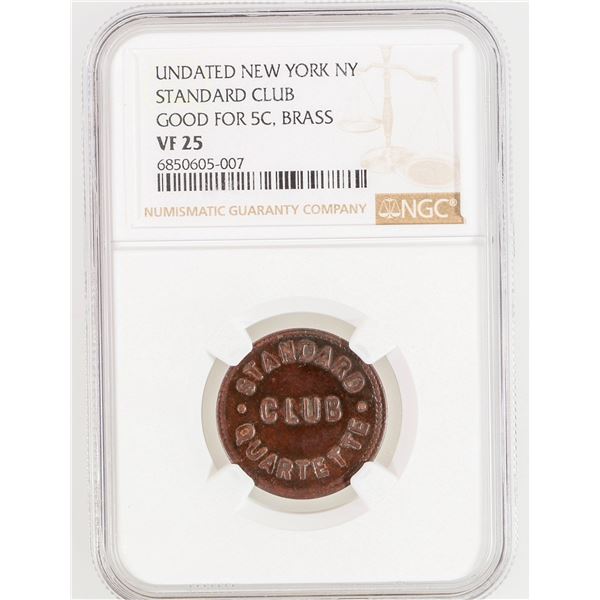 UNDATED NEW YORK NY
STANDARD CLUB
GOOD FOR 5C, BRASS
VF 25
6850605-007
NUMISMATIC GUARANTY COMPANY NGC®
STANDARD
CLUB
QUARTETTE